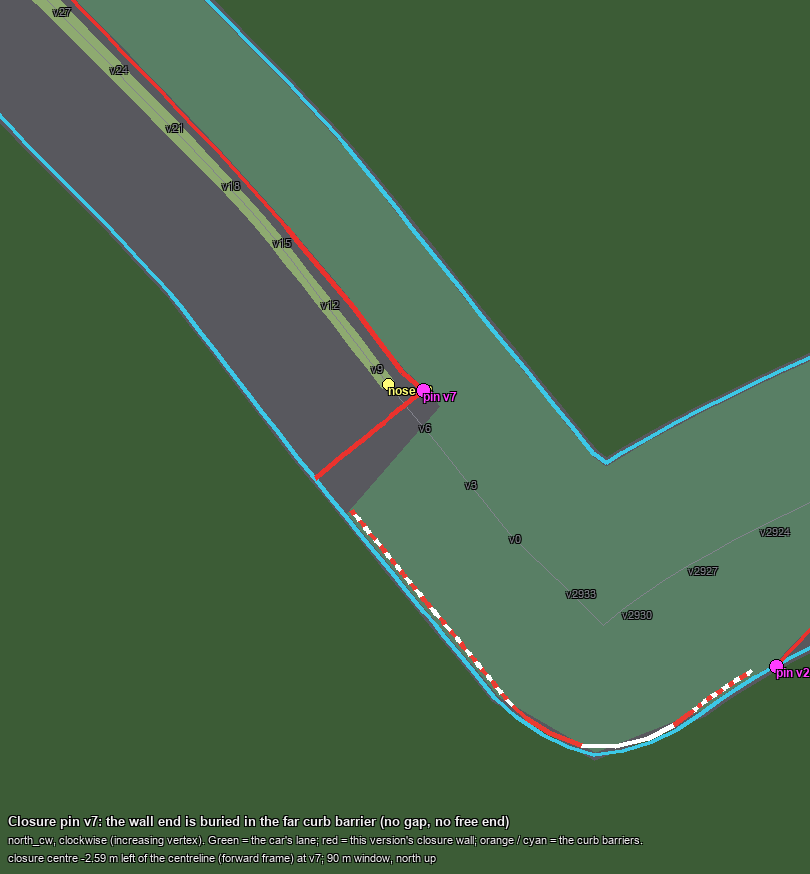 v27
v24
v21
v18
v15
v12
v9
nose
pin v7
v6
v3
v0
v2924
v2927
v2933
v2930
pin v2
Closure pin v7: the wall end is buried in the far curb barrier (no gap, no free end)
north_cw, clockwise (increasing vertex). Green = the car's lane; red = this version's closure wall; orange / cyan = the curb barriers.
closure centre -2.59 m left of the centreline (forward frame) at v7; 90 m window, north up